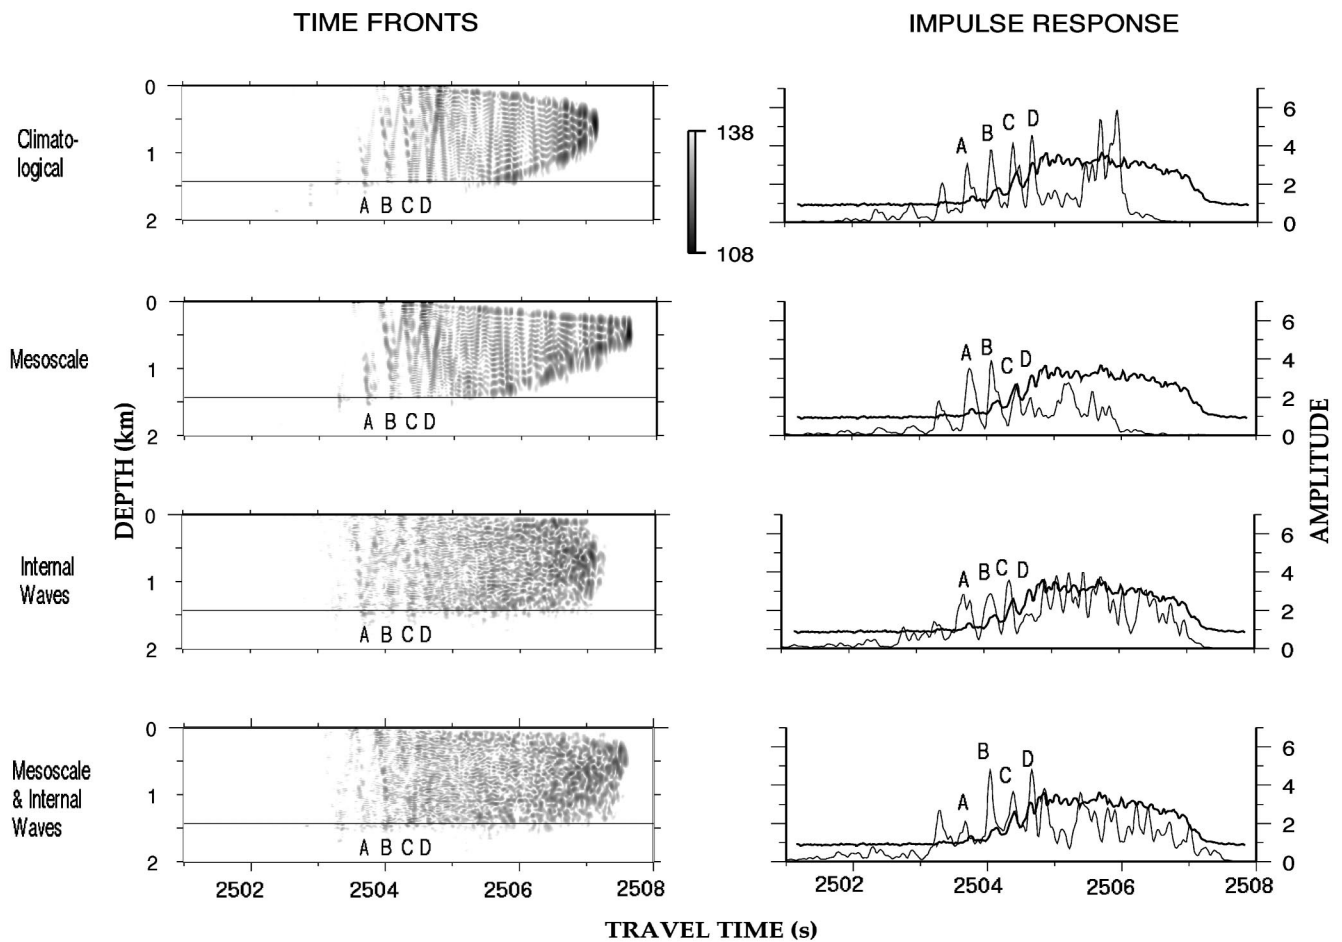 TIME FRONTS
IMPULSE RESPONSE
Climato-
logical
0
1
2
A B C D
138
108
A B C D
6
4
2
0
Mesoscale
0
1
2
A B C D
A B C D
6
4
2
0
DEPTH (km)
AMPLITUDE
Internal
Waves
0
1
2
A B C D
A B C D
6
4
2
0
Mesoscale
& Internal
Waves
0
1
2
A B C D
A B C D
6
4
2
0
2502 2504 2506 2508
2502 2504 2506 2508
TRAVEL TIME (s)